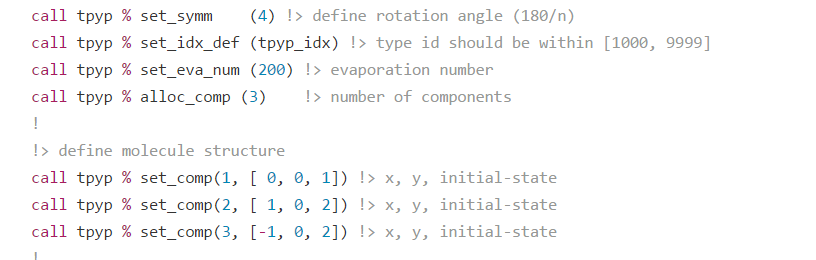 call tpyp % set_symm    (4) !> define rotation angle (180/n)
call tpyp % set_idx_def (tpyp_idx) !> type id should be within [1000, 9999]
call tpyp % set_eva_num (200) !> evaporation number
call tpyp % alloc_comp (3)    !> number of components
!
!> define molecule structure
call tpyp % set_comp(1, [ 0, 0, 1]) !> x, y, initial-state
call tpyp % set_comp(2, [ 1, 0, 2]) !> x, y, initial-state
call tpyp % set_comp(3, [-1, 0, 2]) !> x, y, initial-state
!